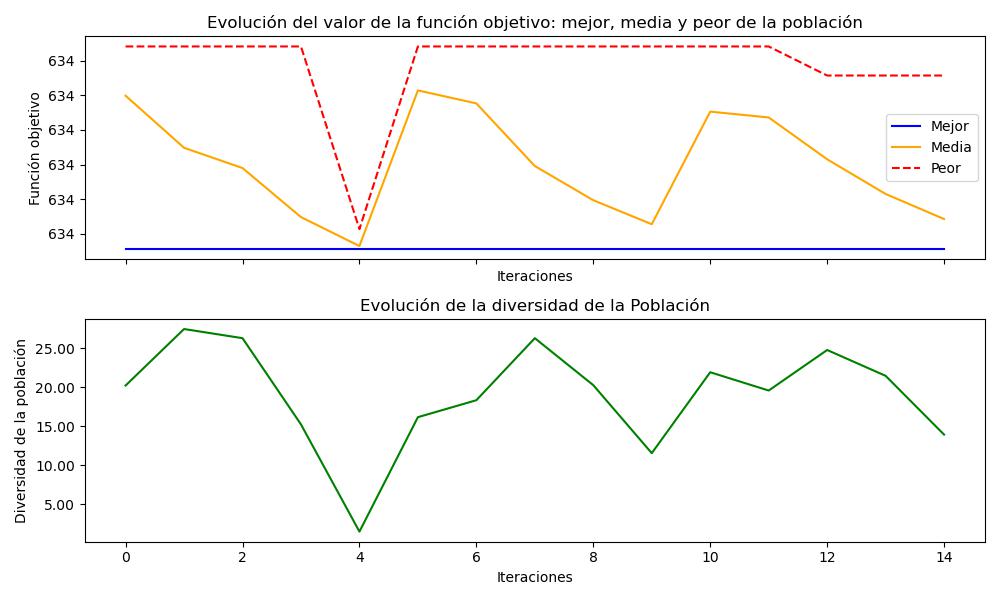 Evolución del valor de la función objetivo: mejor, media y peor de la población
Función objetivo
634
634
634
634
634
634
Mejor
Media
Peor
Iteraciones
Evolución de la diversidad de la Población
Diversidad de la población
25.00
20.00
15.00
10.00
5.00
0 2 4 6 8 10 12 14
Iteraciones